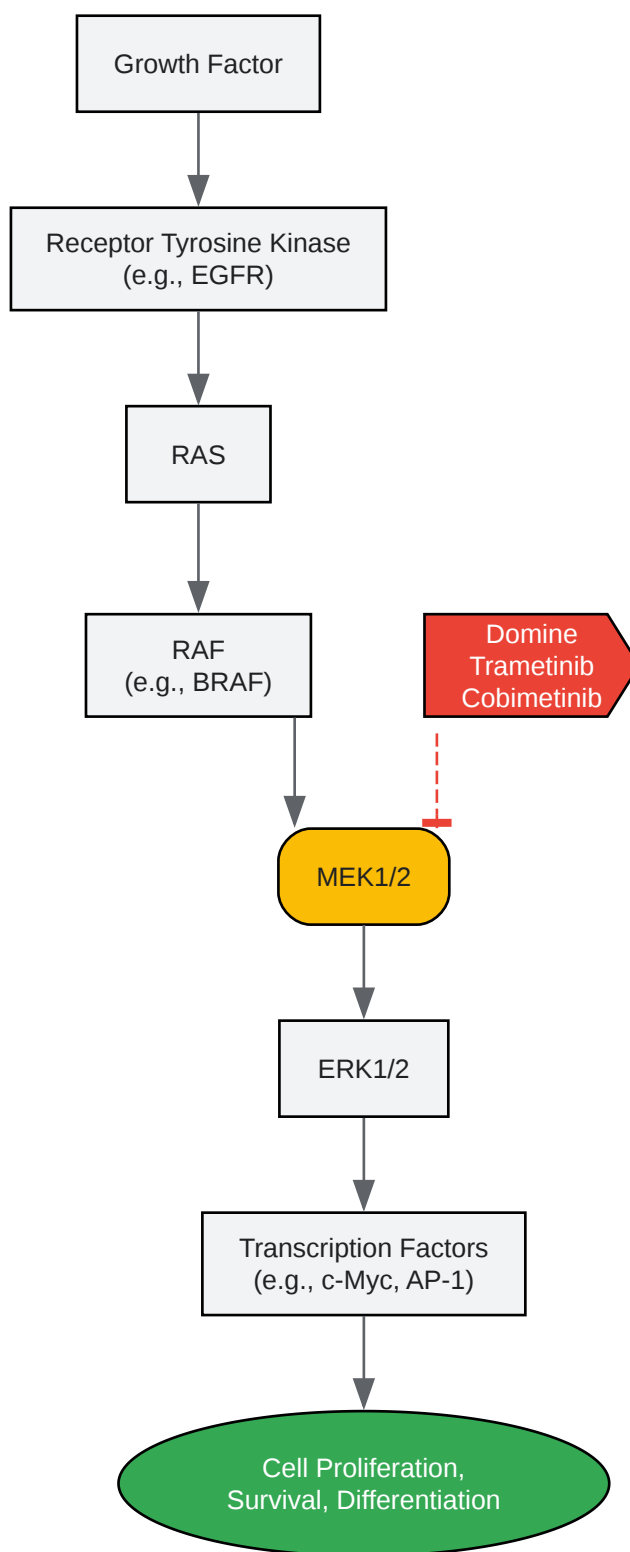 Growth Factor
Receptor Tyrosine Kinase
(e.g., EGFR)
RAS
RAF
(e.g., BRAF)
Domine
Trametinib
Cobimetinib
MEK1/2
ERK1/2
Transcription Factors
(e.g., c-Myc, AP-1)
Cell Proliferation,
Survival, Differentiation